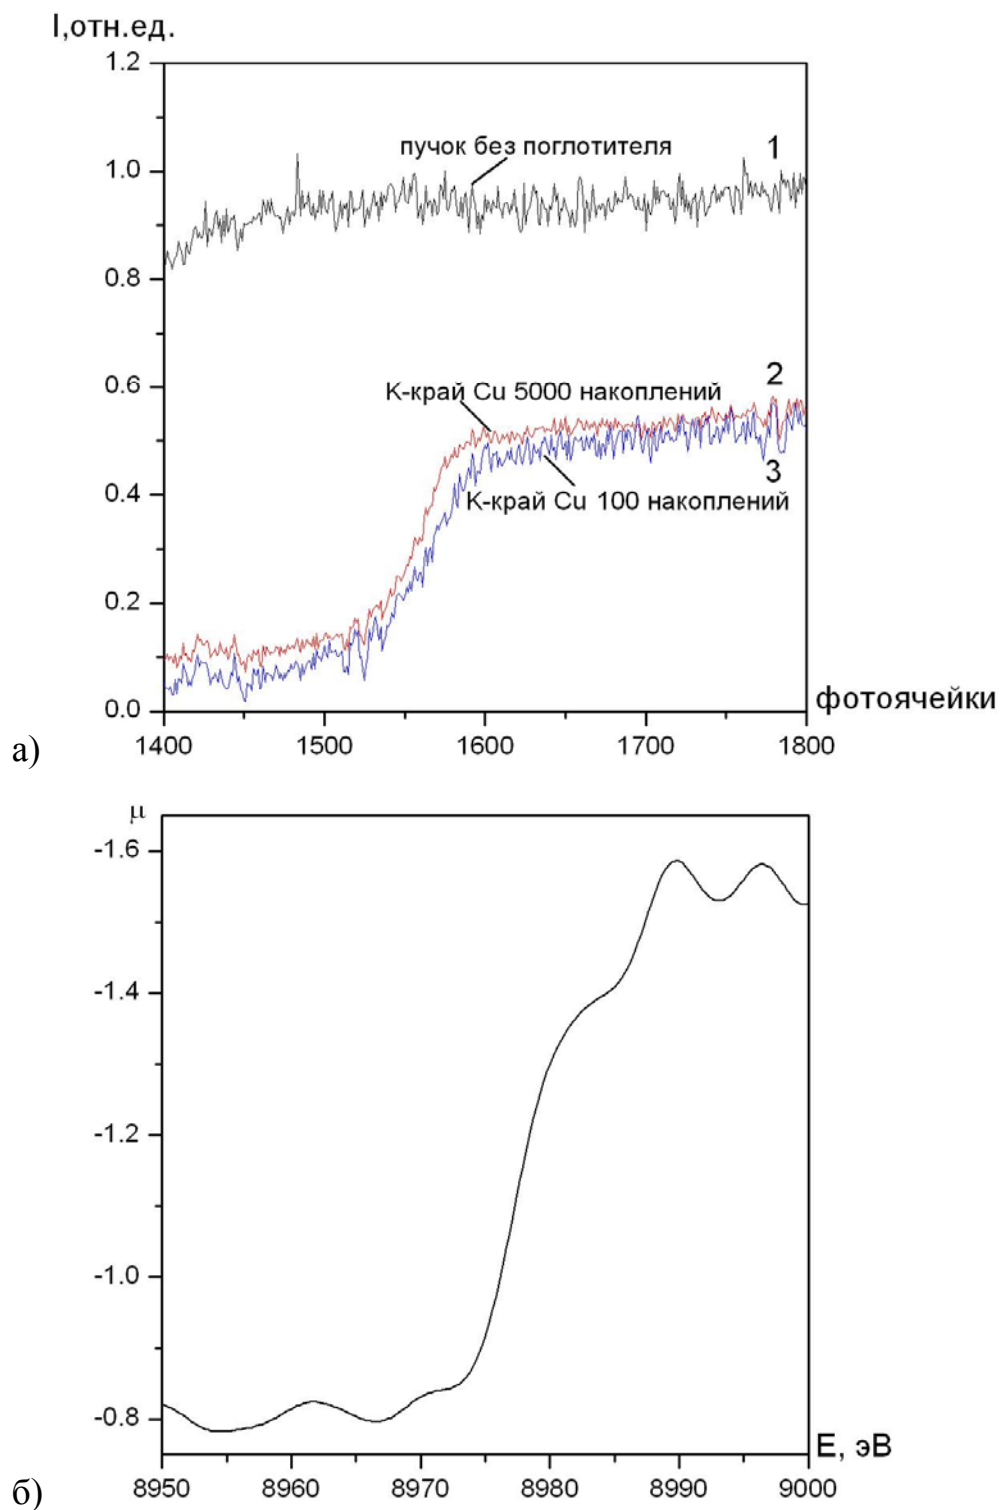 I,отн.ед.
1.2
1.0
0.8
0.6
0.4
0.2
0.0
1
пучок без поглотителя
2
К-край Cu 5000 накоплений
3
К-край Cu 100 накоплений
1400 1500 1600 1700 1800
фотоячейки
а)
μ
-1.6
-1.4
-1.2
-1.0
-0.8
E, эВ
8950 8960 8970 8980 8990 9000
б)